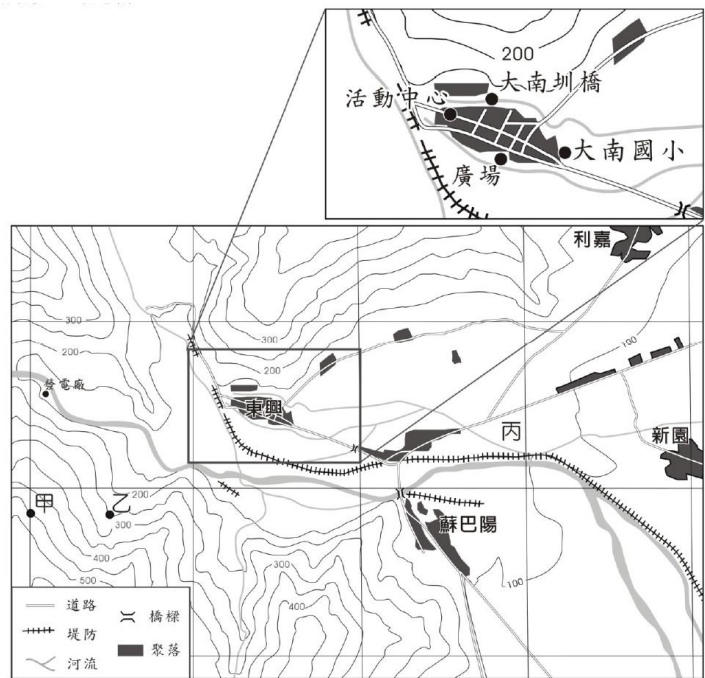 200
大南圳橋
活動中心
大南國小
廣場
利嘉
300
300
200
200
100
發電廠
東興
丙
新園
甲
乙
200
300
400
500
蘇巴陽
300
400
100
道路
橋樑
堤防
聚落
河流